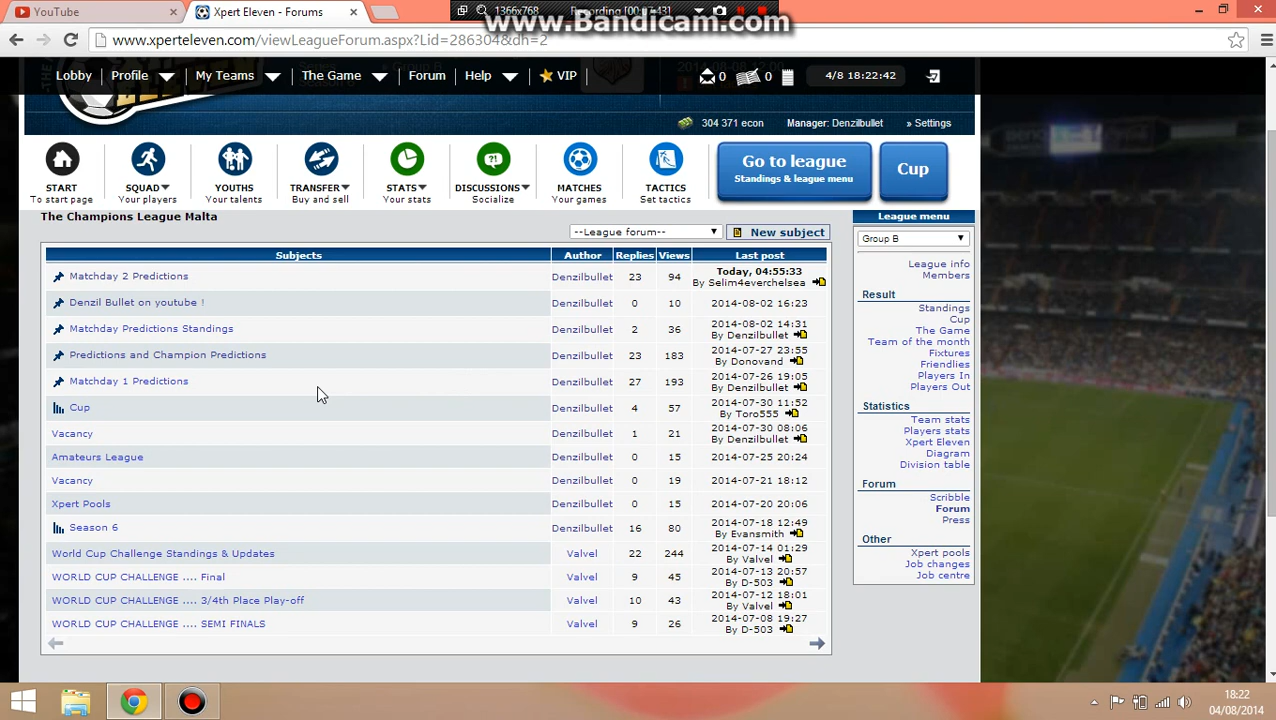 YouTube
Xpert Eleven - Forums
1366x768
www.Bandicam.com
www.xperteleven.com/viewLeagueForum.aspx?Lid=286304&dh=2
Lobby Profile My Teams The Game Forum Help VIP 0 0 4/8 18:22:42
304 371 econ Manager: Denzilbullet » Settings
START
To start page
SQUAD
Your players
YOUTHS
Your talents
TRANSFER
Buy and sell
STATS
Your stats
DISCUSSIONS
Socialize
MATCHES
Your games
TACTICS
Set tactics
Go to league
Standings & league menu
Cup
The Champions League Malta
--League forum--
New subject
Subjects Author Replies Views Last post
Matchday 2 Predictions Denzilbullet 23 94 Today, 04:55:33
By Selim4everchelsea
Denzil Bullet on youtube ! Denzilbullet 0 10 2014-08-02 16:23
Matchday Predictions Standings Denzilbullet 2 36 2014-08-02 14:31
By Denzilbullet
Predictions and Champion Predictions Denzilbullet 23 183 2014-07-27 23:55
By Donovand
Matchday 1 Predictions Denzilbullet 27 193 2014-07-26 19:05
By Denzilbullet
Cup Denzilbullet 4 57 2014-07-30 11:52
By Toro555
Vacancy Denzilbullet 1 21 2014-07-30 08:06
By Denzilbullet
Amateurs League Denzilbullet 0 15 2014-07-25 20:24
Vacancy Denzilbullet 0 19 2014-07-21 18:12
Xpert Pools Denzilbullet 0 15 2014-07-20 20:06
Season 6 Denzilbullet 16 80 2014-07-18 12:49
By Evansmith
World Cup Challenge Standings & Updates Valvel 22 244 2014-07-14 01:29
By Valvel
WORLD CUP CHALLENGE .... Final Valvel 9 45 2014-07-13 20:57
By D-503
WORLD CUP CHALLENGE .... 3/4th Place Play-off Valvel 10 43 2014-07-12 18:01
By Valvel
WORLD CUP CHALLENGE .... SEMI FINALS Valvel 9 26 2014-07-08 19:27
By D-503
League menu
Group B
League info
Members
Result
Standings
Cup
The Game
Team of the month
Fixtures
Friendlies
Players In
Players Out
Statistics
Team stats
Players stats
Xpert Eleven
Diagram
Division table
Forum
Scribble
Forum
Press
Other
Xpert pools
Job changes
Job centre
18:22
04/08/2014